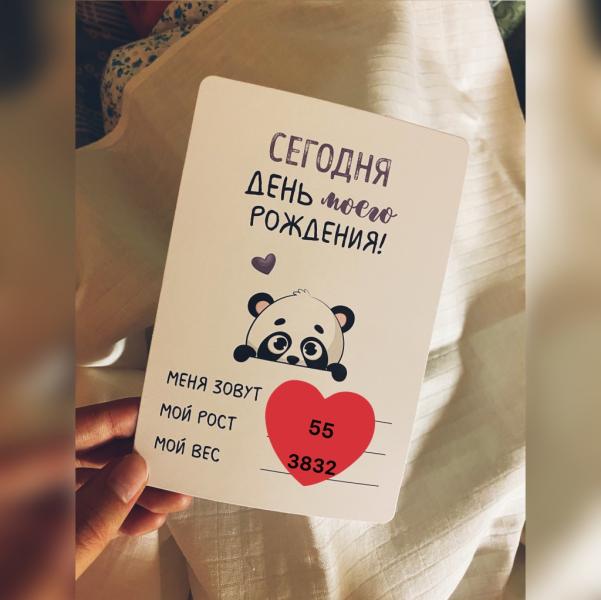 СЕГОДНЯ
ДЕНЬ моего
РОЖДЕНИЯ!
МЕНЯ ЗОВУТ
МОЙ РОСТ 55
МОЙ ВЕС 3832